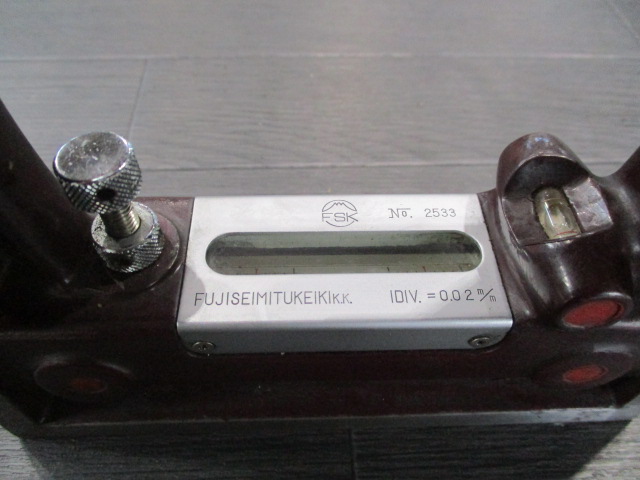 FSK No. 2533
FUJISEIMITUKEIKI K.K. 1DIV. = 0.02 m/m